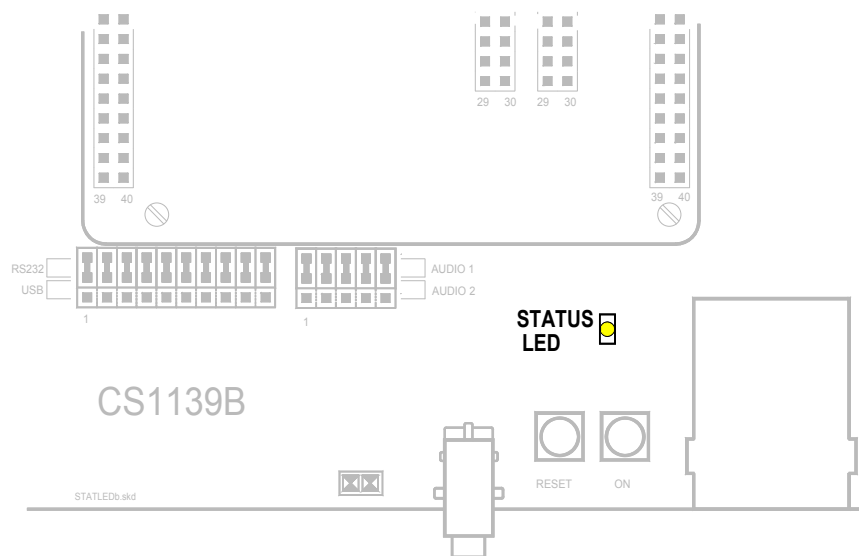 29 30 29 30
39 40 39 40
RS232 AUDIO 1
USB AUDIO 2
1 1
STATUS
LED
CS1139B
RESET ON
STATLEDb.skd